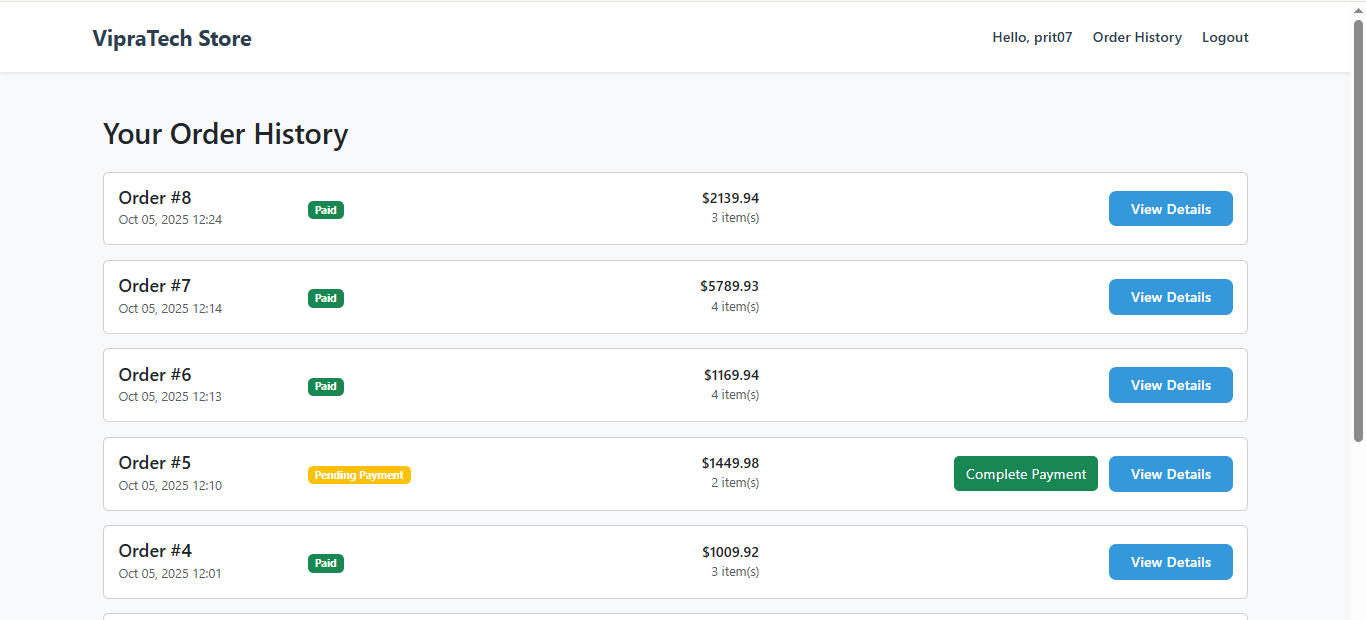 VipraTech Store
Hello, prit07 Order History Logout
Your Order History
Order #8
Oct 05, 2025 12:24
Paid
$2139.94
3 item(s)
View Details
Order #7
Oct 05, 2025 12:14
Paid
$5789.93
4 item(s)
View Details
Order #6
Oct 05, 2025 12:13
Paid
$1169.94
4 item(s)
View Details
Order #5
Oct 05, 2025 12:10
Pending Payment
$1449.98
2 item(s)
Complete Payment
View Details
Order #4
Oct 05, 2025 12:01
Paid
$1009.92
3 item(s)
View Details